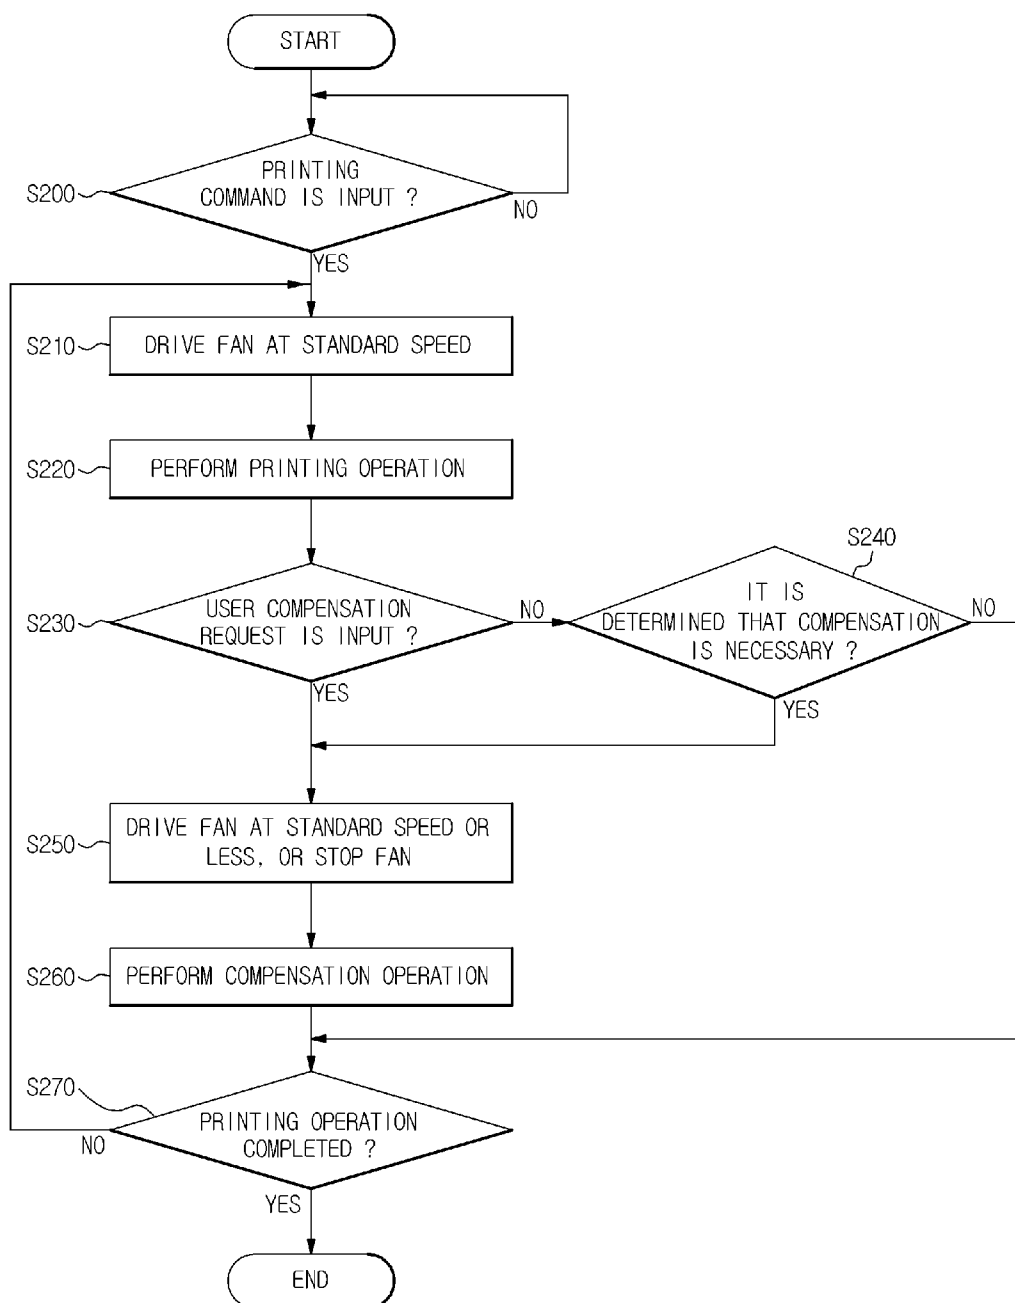 START
PRINTING
COMMAND IS INPUT ?
S200
NO
YES
S210
DRIVE FAN AT STANDARD SPEED
S220
PERFORM PRINTING OPERATION
S230
USER COMPENSATION
REQUEST IS INPUT ?
NO
YES
S240
IT IS
DETERMINED THAT COMPENSATION
IS NECESSARY ?
NO
YES
S250
DRIVE FAN AT STANDARD SPEED OR
LESS, OR STOP FAN
S260
PERFORM COMPENSATION OPERATION
S270
PRINTING OPERATION
COMPLETED ?
NO
YES
END